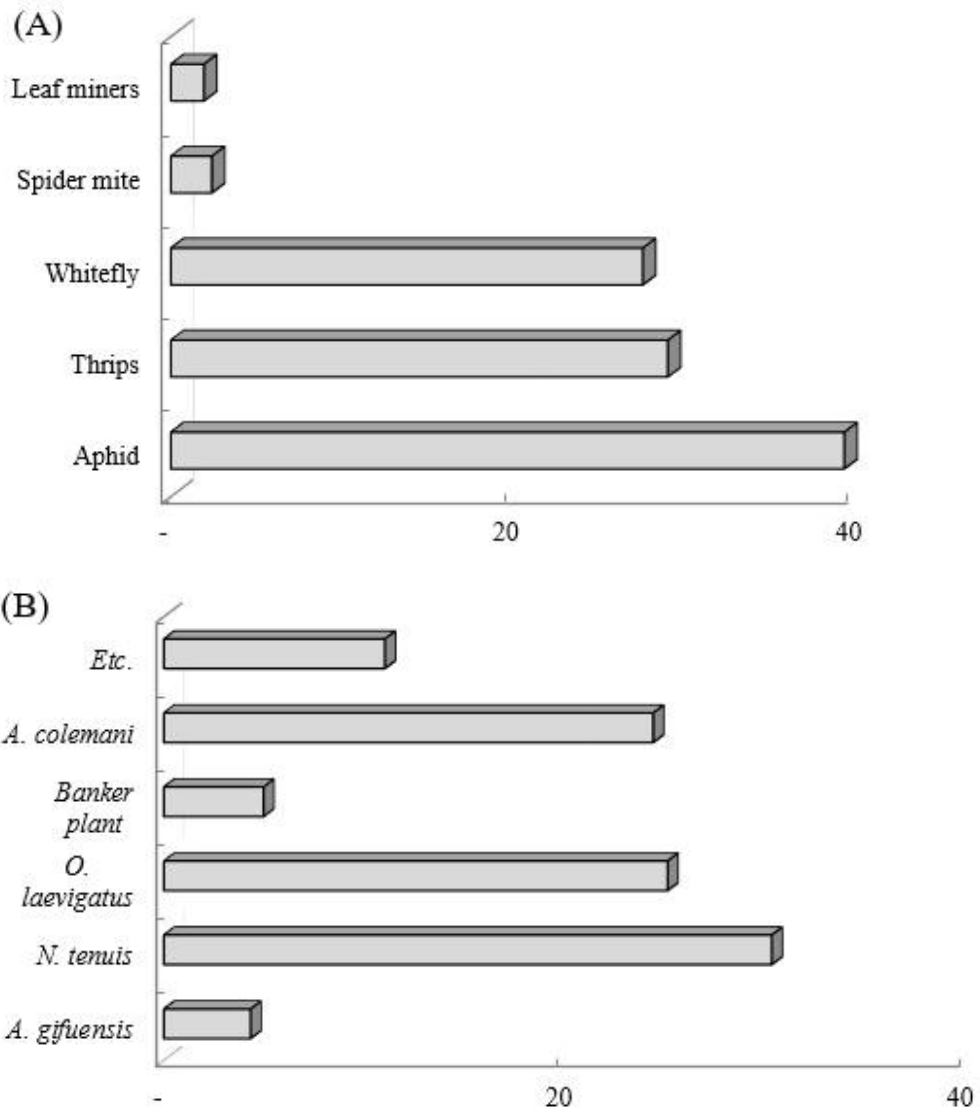 (A)
Leaf miners
Spider mite
Whitefly
Thrips
Aphid
-
20
40
(B)
Etc.
A. colemani
Banker
plant
O.
laevigatus
N. tenuis
A. gifuensis
-
20
40